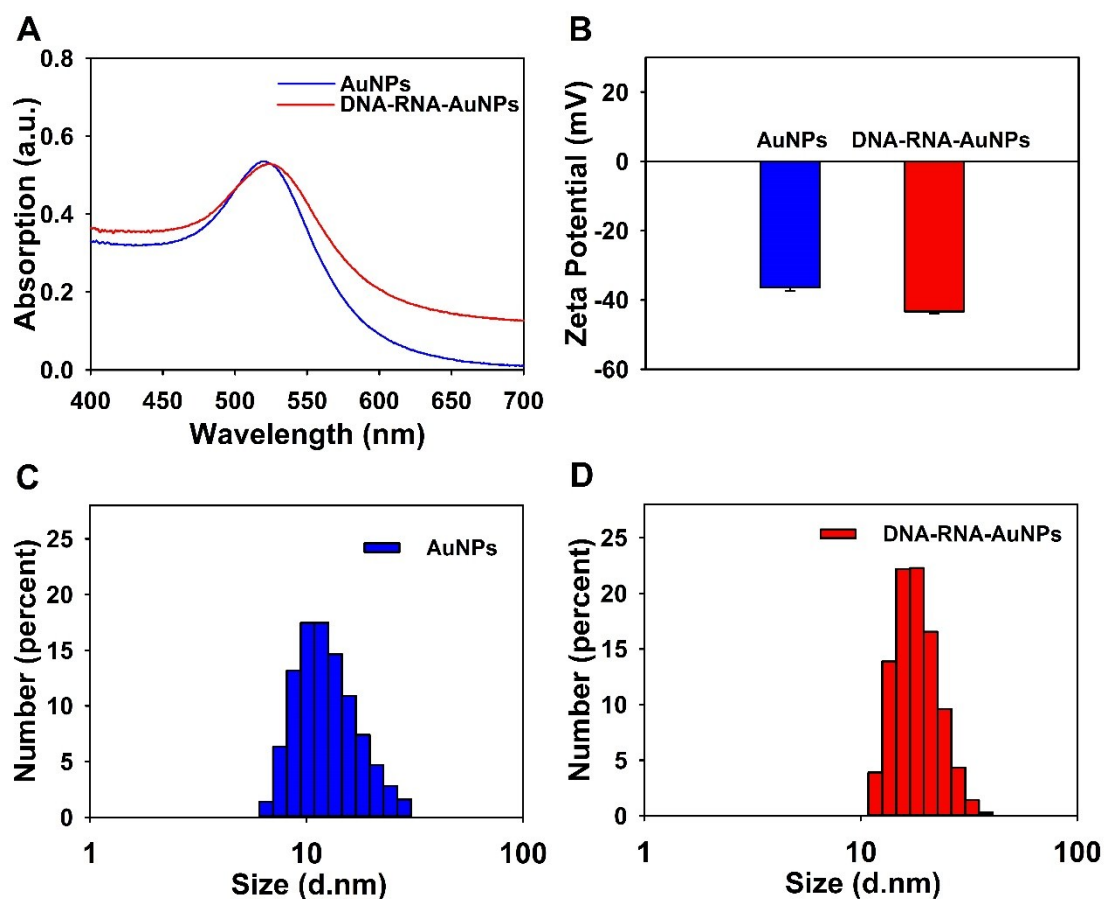 A
Absorption (a.u.)
0.8
0.6
0.4
0.2
0.0
AuNPs
DNA-RNA-AuNPs
400 450 500 550 600 650 700
Wavelength (nm)
B
Zeta Potential (mV)
20
0
-20
-40
-60
AuNPs DNA-RNA-AuNPs
C
Number (percent)
25
20
15
10
5
0
AuNPs
1 10 100
Size (d.nm)
D
Number (percent)
25
20
15
10
5
0
DNA-RNA-AuNPs
1 10 100
Size (d.nm)